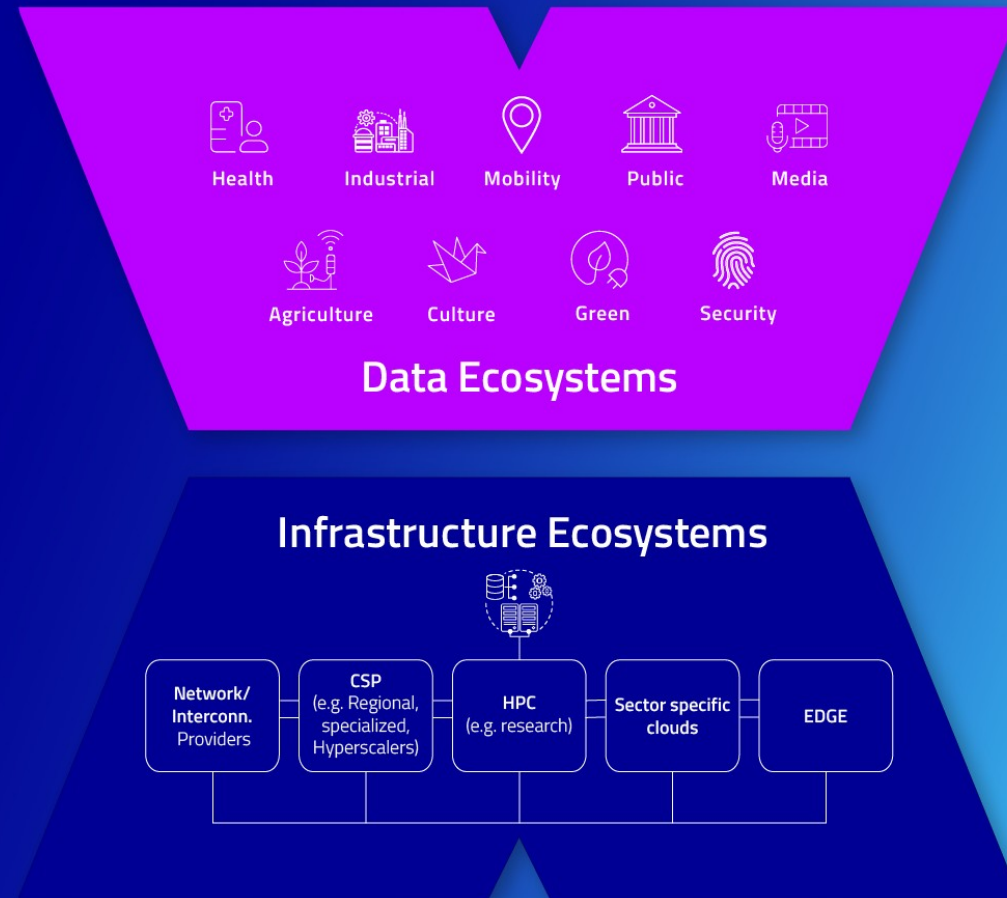 Health
Industrial
Mobility
Public
Media
Agriculture
Culture
Green
Security
Data Ecosystems
Infrastructure Ecosystems
Network/
Interconn.
Providers
CSP
(e.g. Regional,
specialized,
Hyperscalers)
HPC
(e.g. research)
Sector specific
clouds
EDGE